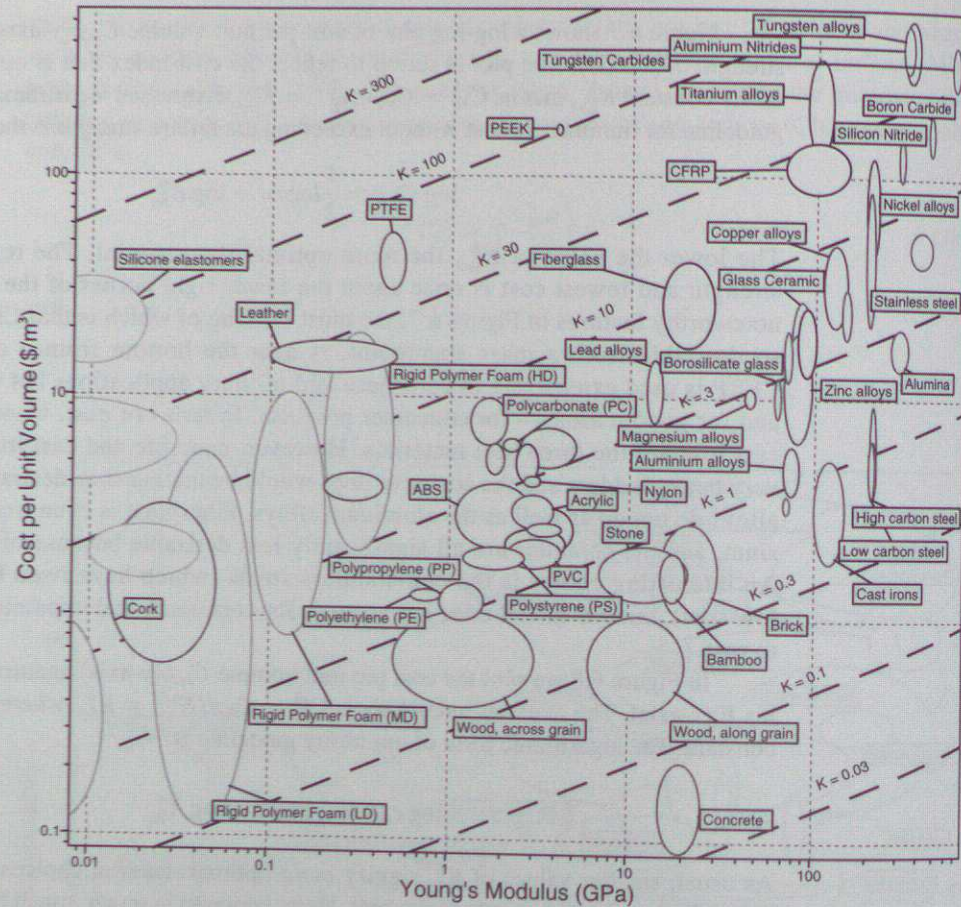 Cost per Unit Volume($/m³)
100
10
1
0.1
0.01
0.1
1
10
100
Young's Modulus (GPa)
K = 300
K = 100
K = 30
K = 10
K = 3
K = 1
K = 0.3
K = 0.1
K = 0.03
Tungsten alloys
Aluminium Nitrides
Tungsten Carbides
Titanium alloys
Boron Carbide
PEEK
Silicon Nitride
CFRP
PTFE
Nickel alloys
Copper alloys
Silicone elastomers
Fiberglass
Glass Ceramic
Leather
Stainless steel
Lead alloys
Borosilicate glass
Rigid Polymer Foam (HD)
Zinc alloys
Alumina
Polycarbonate (PC)
Magnesium alloys
Aluminium alloys
ABS
Nylon
Acrylic
High carbon steel
Stone
Low carbon steel
Polypropylene (PP)
PVC
Cast irons
Cork
Polyethylene (PE)
Polystyrene (PS)
Brick
Bamboo
Rigid Polymer Foam (MD)
Wood, across grain
Wood, along grain
Rigid Polymer Foam (LD)
Concrete